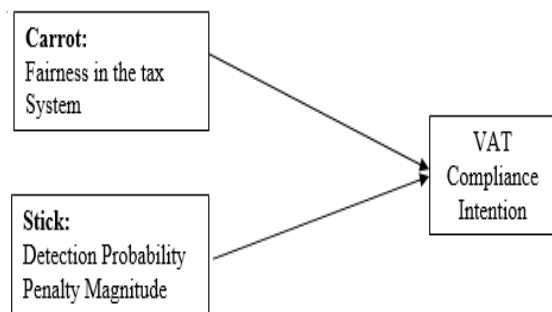 Carrot:
Fairness in the tax
System
VAT
Compliance
Intention
Stick:
Detection Probability
Penalty Magnitude